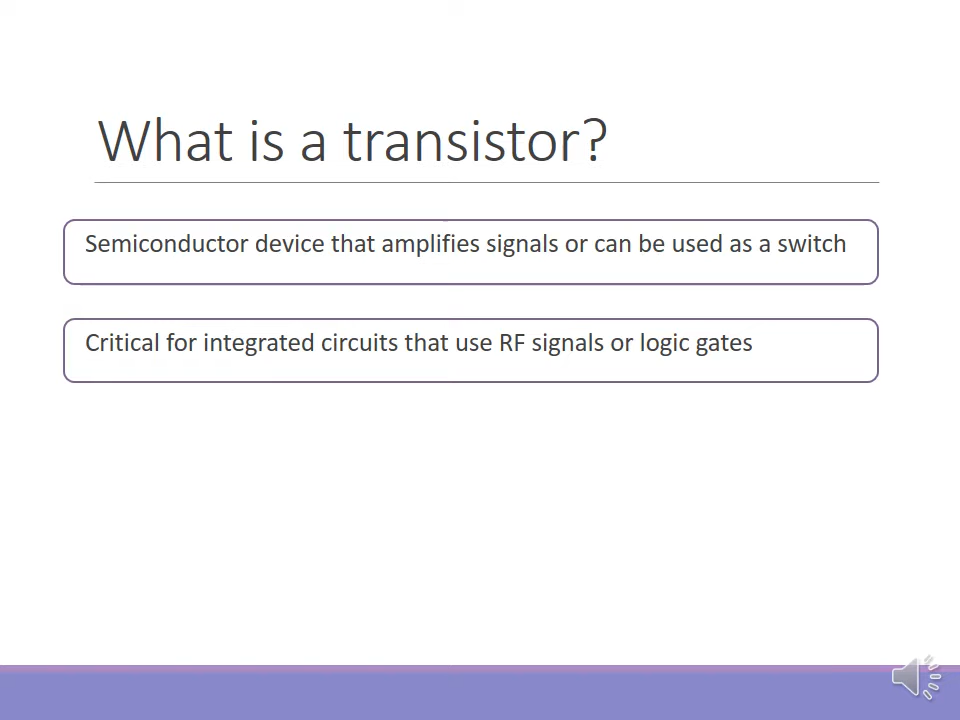 What is a transistor?
Semiconductor device that amplifies signals or can be used as a switch
Critical for integrated circuits that use RF signals or logic gates